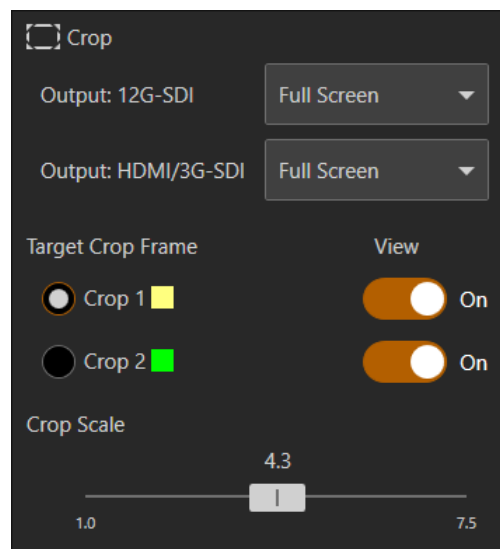 Crop
Output: 12G-SDI Full Screen
Output: HDMI/3G-SDI Full Screen
Target Crop Frame View
Crop 1 On
Crop 2 On
Crop Scale
4.3
1.0 7.5